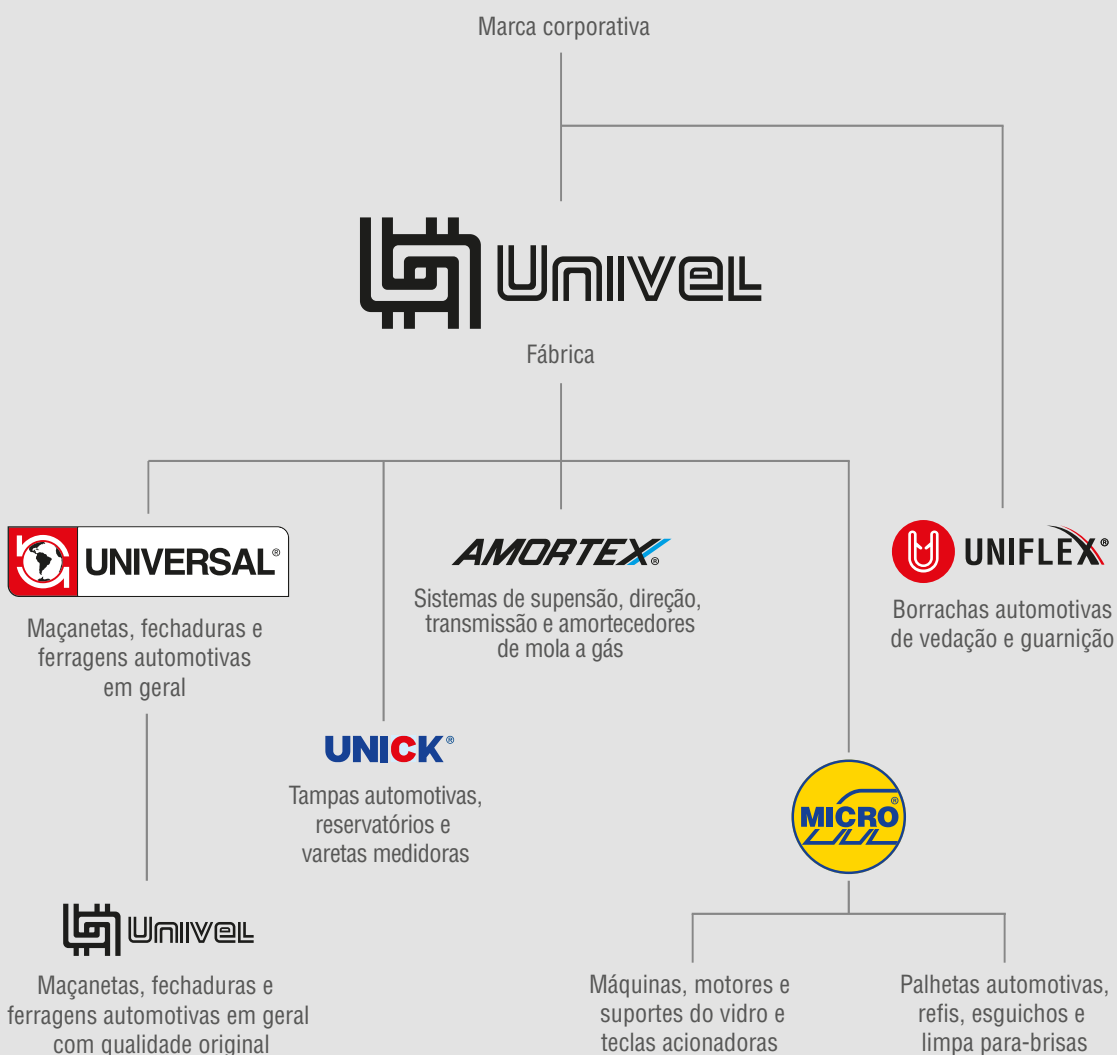 Marca corporativa
Univel
Fábrica
UNIVERSAL®
Maçanetas, fechaduras e
ferragens automotivas
em geral
AMORTEX®
Sistemas de supensão, direção,
transmissão e amortecedores
de mola a gás
UNIFLEX®
Borrachas automotivas
de vedação e guarnição
UNICK®
Tampas automotivas,
reservatórios e
varetas medidoras
MICRO®
Univel
Maçanetas, fechaduras e
ferragens automotivas em geral
com qualidade original
Máquinas, motores e
suportes do vidro e
teclas acionadoras
Palhetas automotivas,
refis, esguichos e
limpa para-brisas